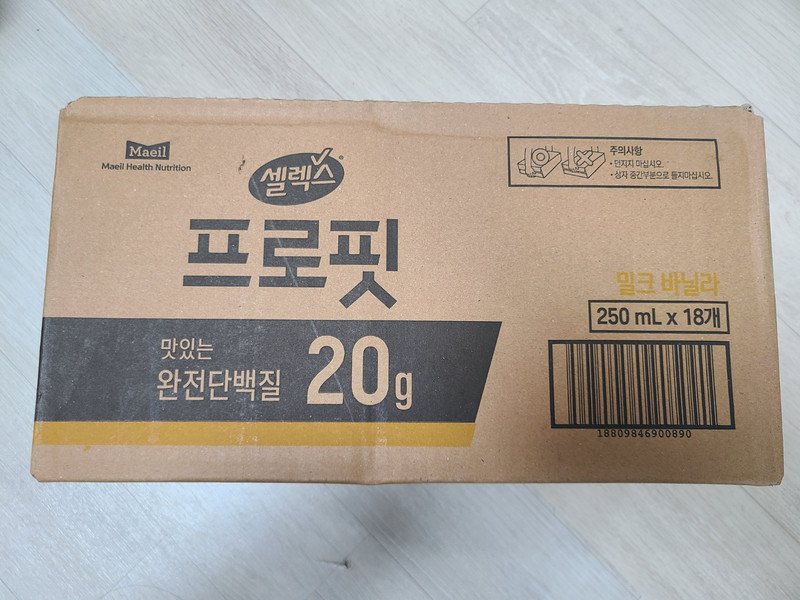 Maeil
Maeil Health Nutrition
셀렉스
프로핏
맛있는
완전단백질 20g
주의사항
• 던지지 마십시오.
• 상자 중간부분으로 들지마십시오.
밀크 바닐라
250 mL x 18개
18809846900890